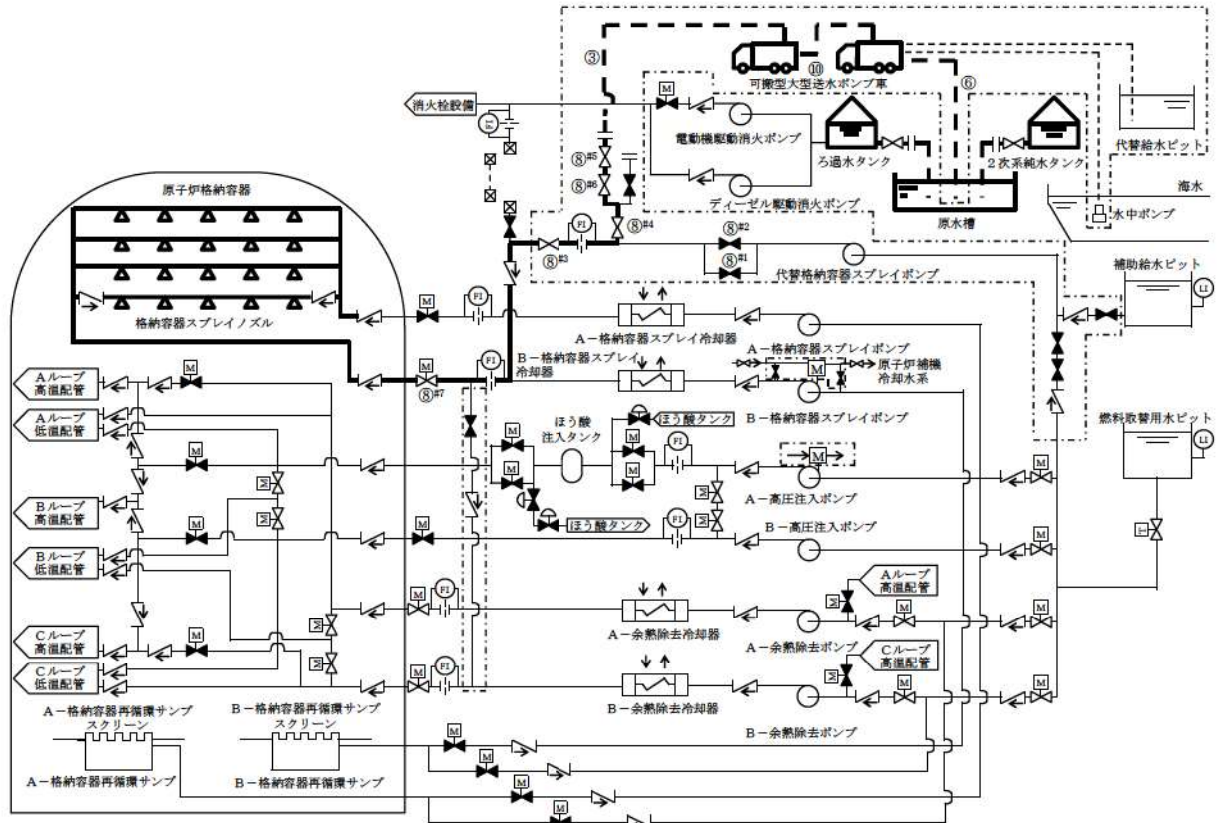 ③
⑩
可搬型大型送水ポンプ車
⑥
消火栓設備
M
FI
電動機駆動消火ポンプ
ろ過水タンク
2次系純水タンク
代替給水ピット
⑧#5
⑧#6
ディーゼル駆動消火ポンプ
原水槽
海水
水中ポンプ
原子炉格納容器
⑧#4
FI
⑧#3
⑧#2
⑧#1
代替格納容器スプレイポンプ
補助給水ピット
LI
格納容器スプレイノズル
M
FI
A-格納容器スプレイ冷却器
A-格納容器スプレイポンプ
B-格納容器スプレイ
冷却器
M
FI
⑧#7
M
原子炉補機
冷却水系
B-格納容器スプレイポンプ
燃料取替用水ピット
LI
Aループ
高温配管
M
Aループ
低温配管
ほう酸
注入タンク
ほう酸タンク
M
M
M
M
FI
M
M
A-高圧注入ポンプ
M
M
M
ほう酸タンク
M
Bループ
高温配管
M
M
M
FI
B-高圧注入ポンプ
M
T
Bループ
低温配管
Aループ
高温配管
M
FI
M
M
M
A-余熱除去冷却器
A-余熱除去ポンプ
M
Cループ
高温配管
M
M
Cループ
高温配管
Cループ
低温配管
M
FI
M
M
M
B-余熱除去冷却器
B-余熱除去ポンプ
A-格納容器再循環サンプ
スクリーン
B-格納容器再循環サンプ
スクリーン
M
M
A-格納容器再循環サンプ
B-格納容器再循環サンプ
M
M